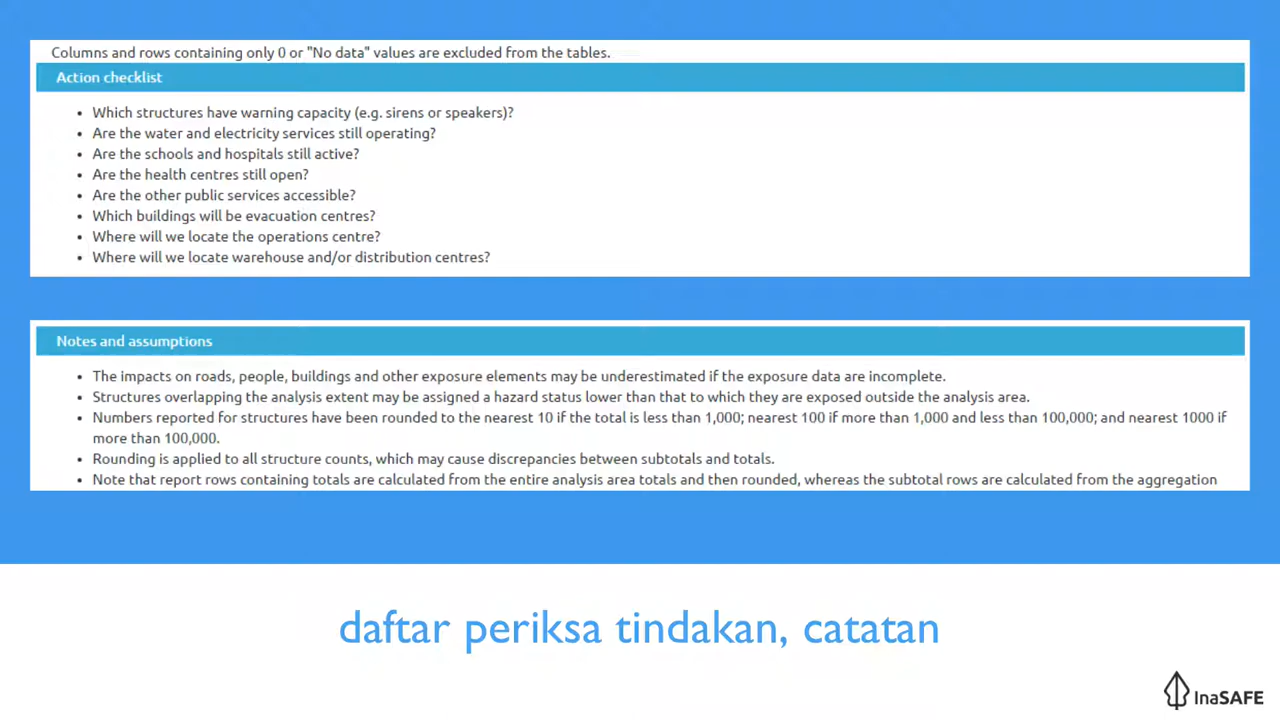 Columns and rows containing only 0 or "No data" values are excluded from the tables.
Action checklist
• Which structures have warning capacity (e.g. sirens or speakers)?
• Are the water and electricity services still operating?
• Are the schools and hospitals still active?
• Are the health centres still open?
• Are the other public services accessible?
• Which buildings will be evacuation centres?
• Where will we locate the operations centre?
• Where will we locate warehouse and/or distribution centres?
Notes and assumptions
• The impacts on roads, people, buildings and other exposure elements may be underestimated if the exposure data are incomplete.
• Structures overlapping the analysis extent may be assigned a hazard status lower than that to which they are exposed outside the analysis area.
• Numbers reported for structures have been rounded to the nearest 10 if the total is less than 1,000; nearest 100 if more than 1,000 and less than 100,000; and nearest 1000 if
more than 100,000.
• Rounding is applied to all structure counts, which may cause discrepancies between subtotals and totals.
• Note that report rows containing totals are calculated from the entire analysis area totals and then rounded, whereas the subtotal rows are calculated from the aggregation
daftar periksa tindakan, catatan
InaSAFE